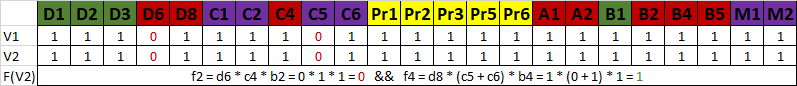 D1 D2 D3 D6 D8 C1 C2 C4 C5 C6 Pr1 Pr2 Pr3 Pr5 Pr6 A1 A2 B1 B2 B4 B5 M1 M2
V1 1 1 1 0 1 1 1 1 0 1 1 1 1 1 1 1 1 1 1 1 1 1 1
V2 1 1 1 0 1 1 1 1 0 1 1 1 1 1 1 1 1 1 1 1 1 1 1
F(V2) f2 = d6 * c4 * b2 = 0 * 1 * 1 = 0 && f4 = d8 * (c5 + c6) * b4 = 1 * (0 + 1) * 1 = 1